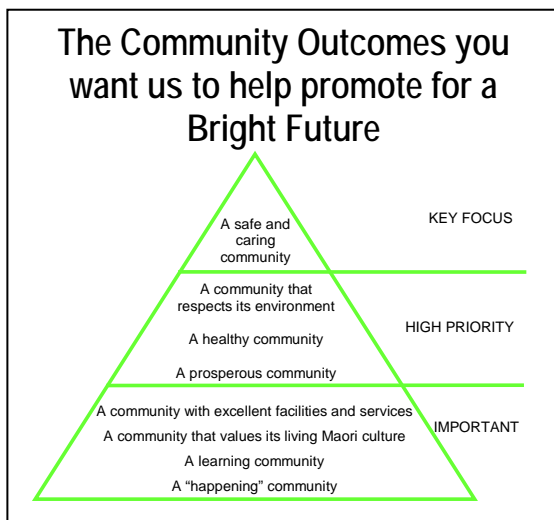 The Community Outcomes you
want us to help promote for a
Bright Future
A safe and
caring
community
KEY FOCUS
A community that
respects its environment
A healthy community
A prosperous community
HIGH PRIORITY
A community with excellent facilities and services
A community that values its living Maori culture
A learning community
A "happening" community
IMPORTANT